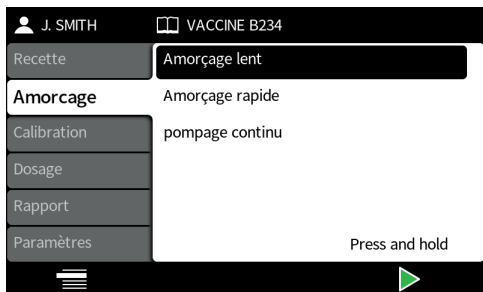 J. SMITH VACCINE B234
Recette
Amorçage lent
Amorcage
Amorçage rapide
Calibration
pompage continu
Dosage
Rapport
Paramètres
Press and hold